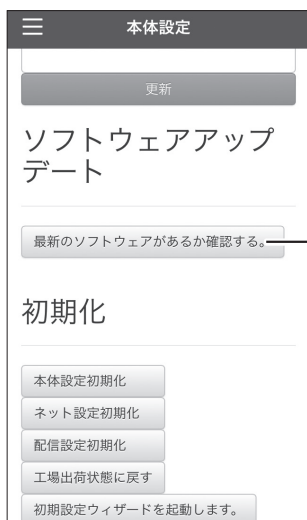 本体設定
更新
ソフトウェアアップ
デート
最新のソフトウェアがあるか確認する。
初期化
本体設定初期化
ネット設定初期化
配信設定初期化
工場出荷状態に戻す
初期設定ウィザードを起動します。